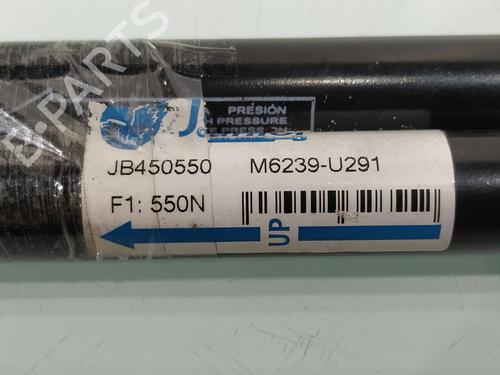 B-PARTS
PRESIÓN
PRESSURE
JB450550 M6239-U291
F1: 550N
UP